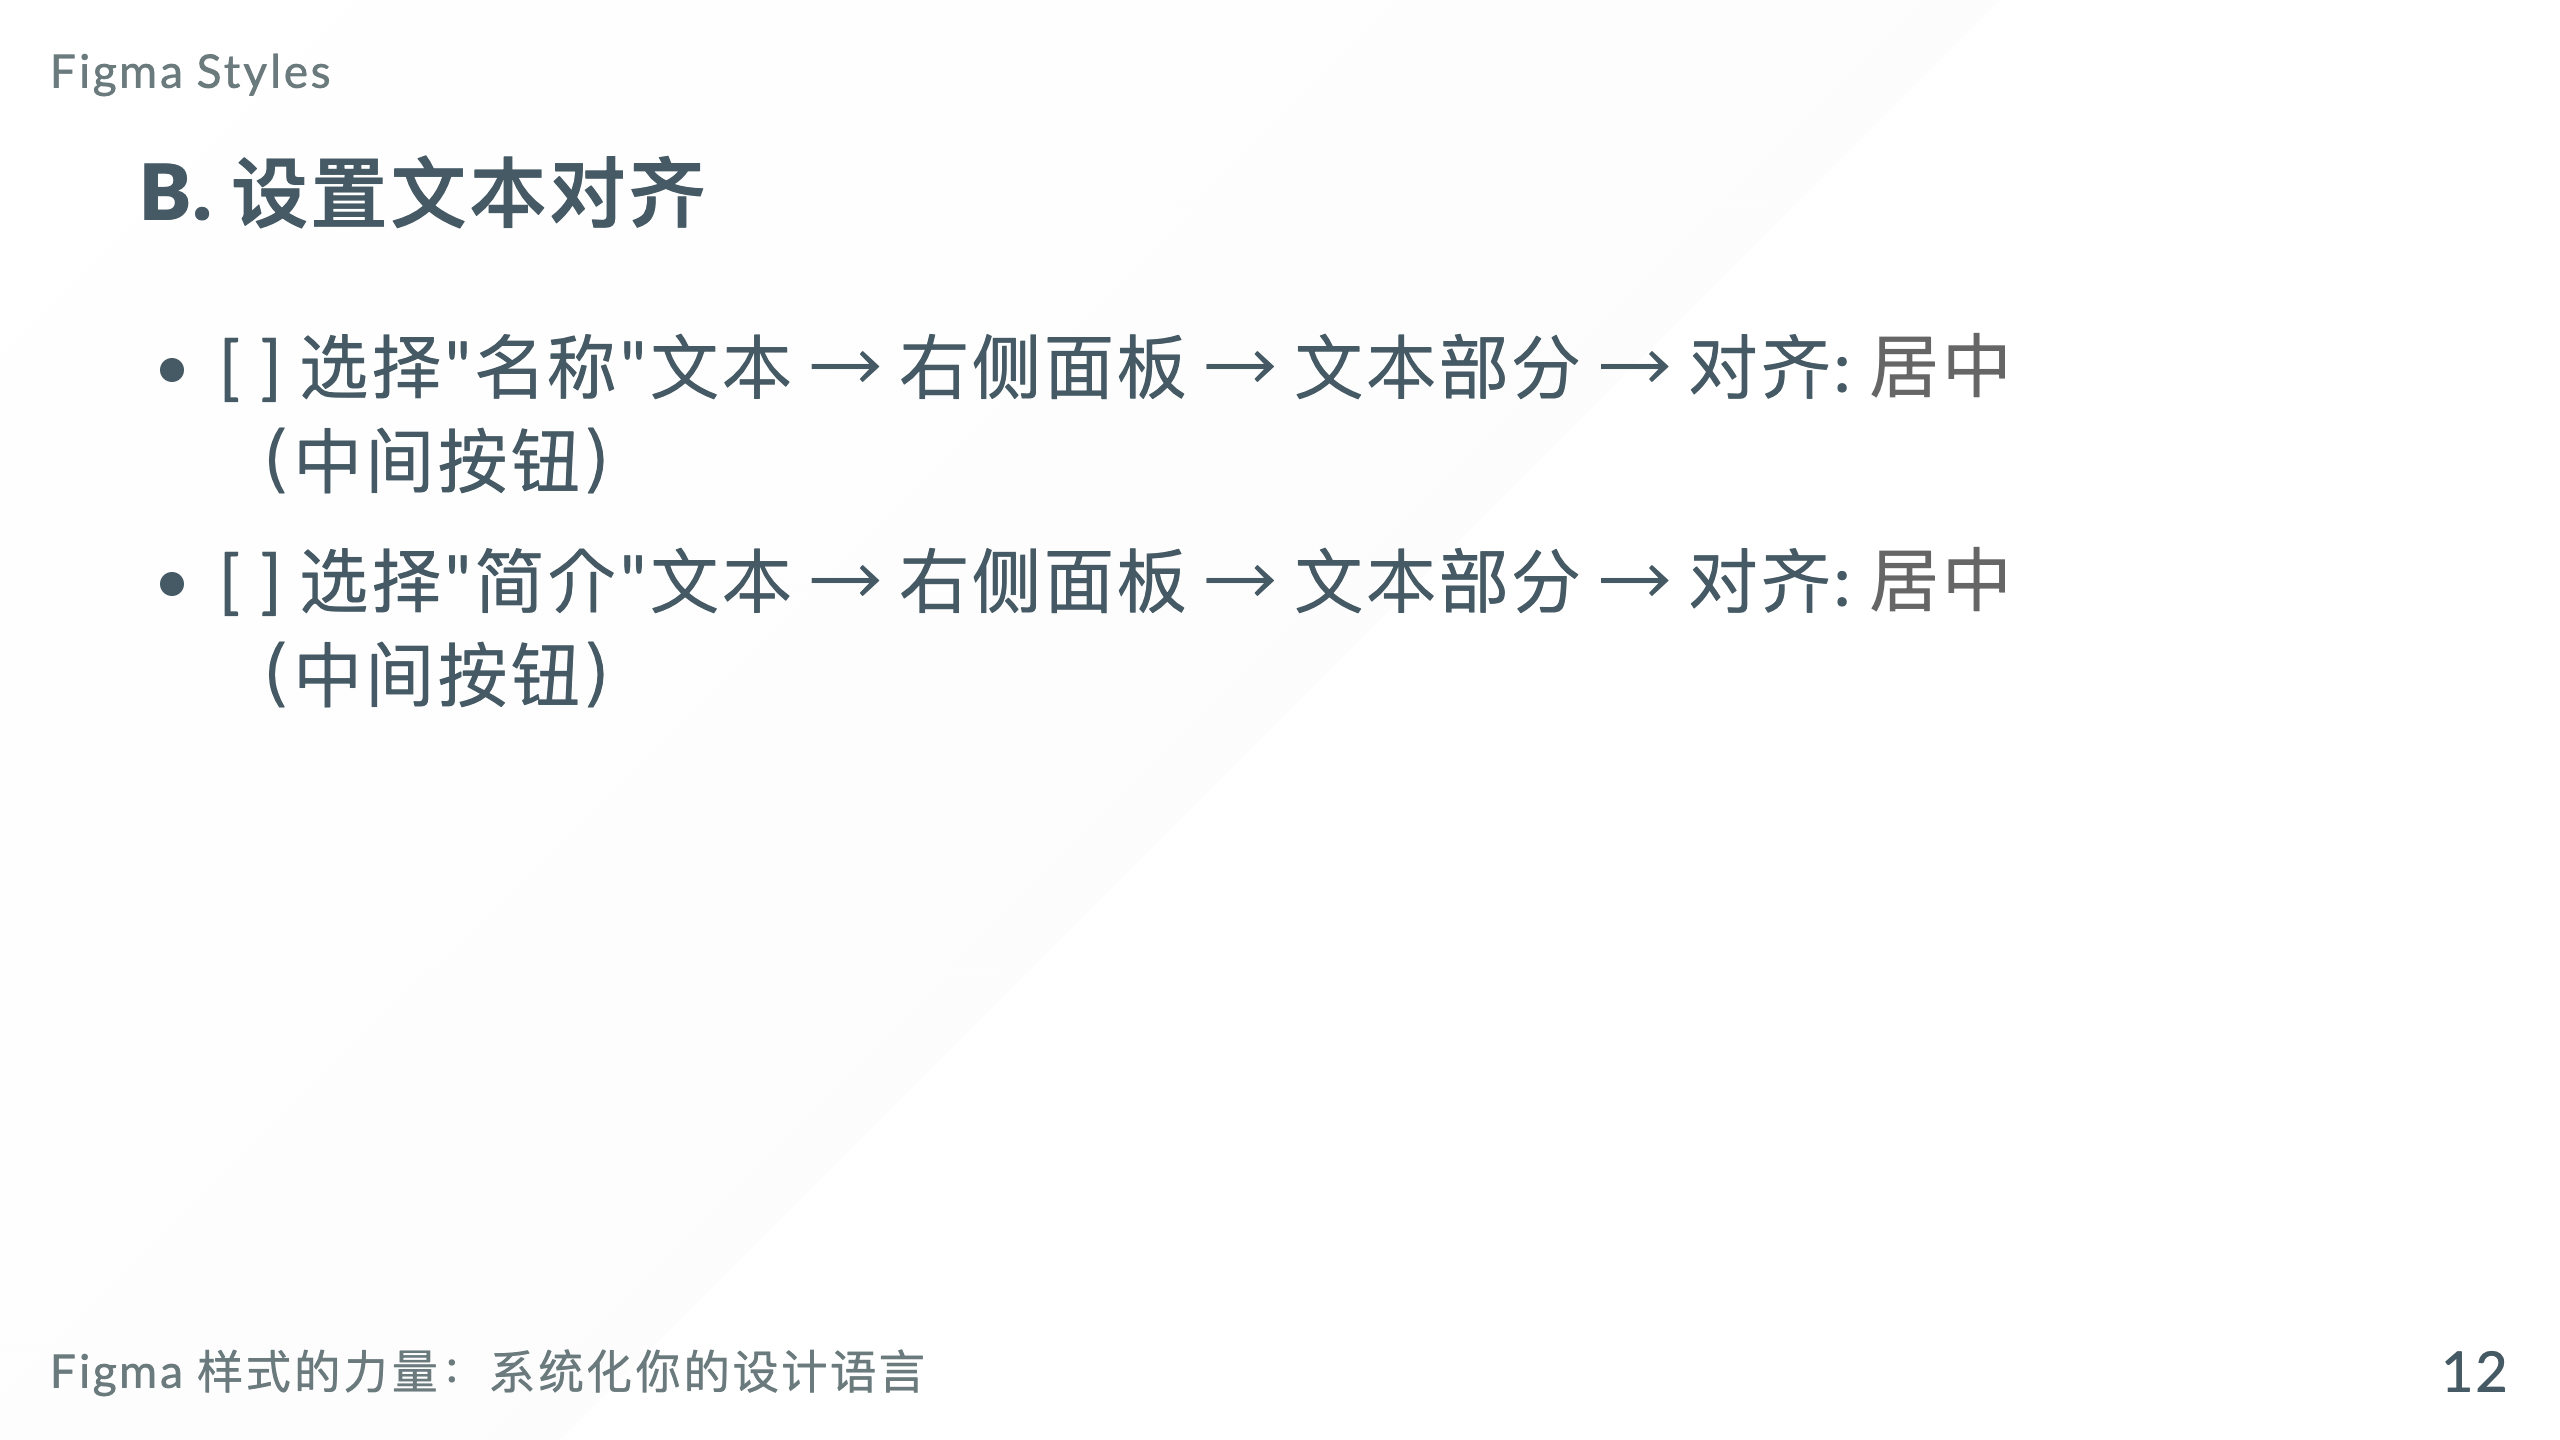 Figma Styles
B. 设置文本对齐
• [ ] 选择"名称"文本 → 右侧面板 → 文本部分 → 对齐: 居中
（中间按钮）
• [ ] 选择"简介"文本 → 右侧面板 → 文本部分 → 对齐: 居中
（中间按钮）
Figma 样式的力量：系统化你的设计语言
12